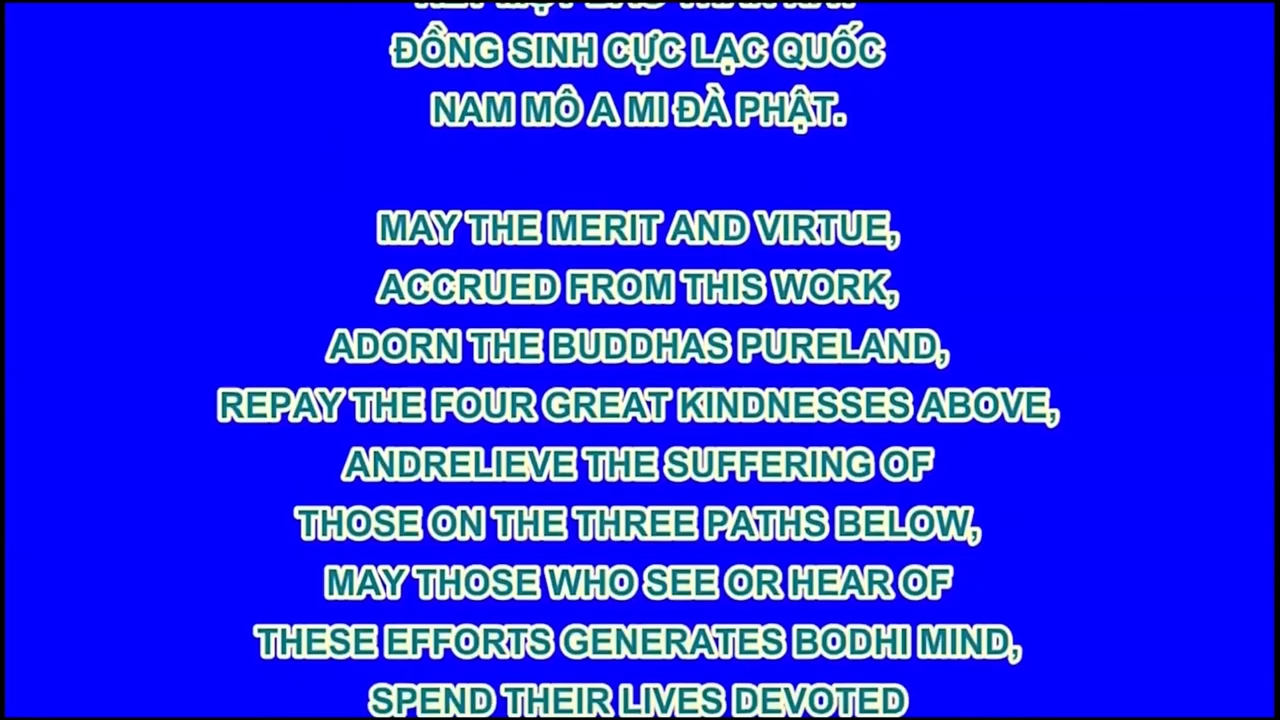 ĐỒNG SINH CỰC LẠC QUỐC
NAM MÔ A MI ĐÀ PHẬT.
MAY THE MERIT AND VIRTUE,
ACCRUED FROM THIS WORK,
ADORN THE BUDDHAS PURELAND,
REPAY THE FOUR GREAT KINDNESSES ABOVE,
ANDRELIEVE THE SUFFERING OF
THOSE ON THE THREE PATHS BELOW,
MAY THOSE WHO SEE OR HEAR OF
THESE EFFORTS GENERATES BODHI MIND,
SPEND THEIR LIVES DEVOTED